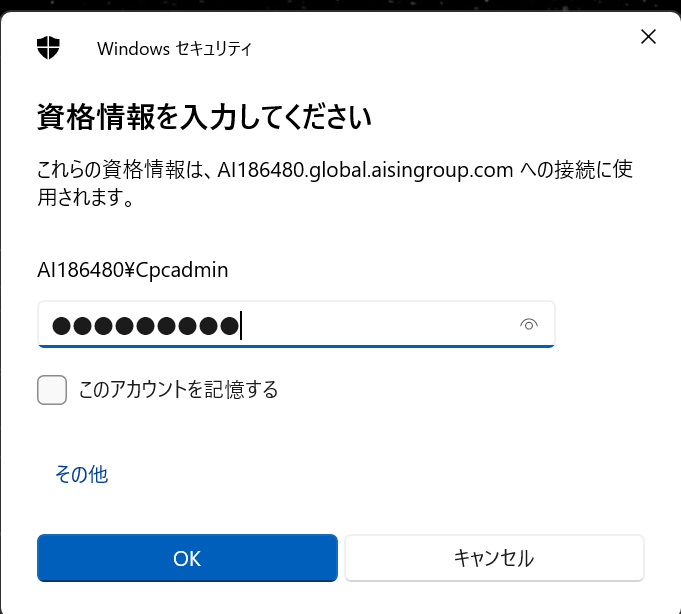 Windows セキュリティ
資格情報を入力してください
これらの資格情報は、AI186480.global.aisingroup.com への接続に使
用されます。
AI186480¥Cpcadmin
●●●●●●●●●
このアカウントを記憶する
その他
OK
キャンセル